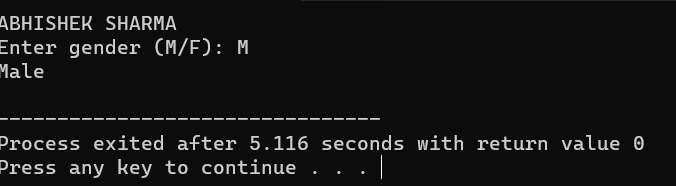 ABHISHEK SHARMA
Enter gender (M/F): M
Male
--------------------------------
Process exited after 5.116 seconds with return value 0
Press any key to continue . . .